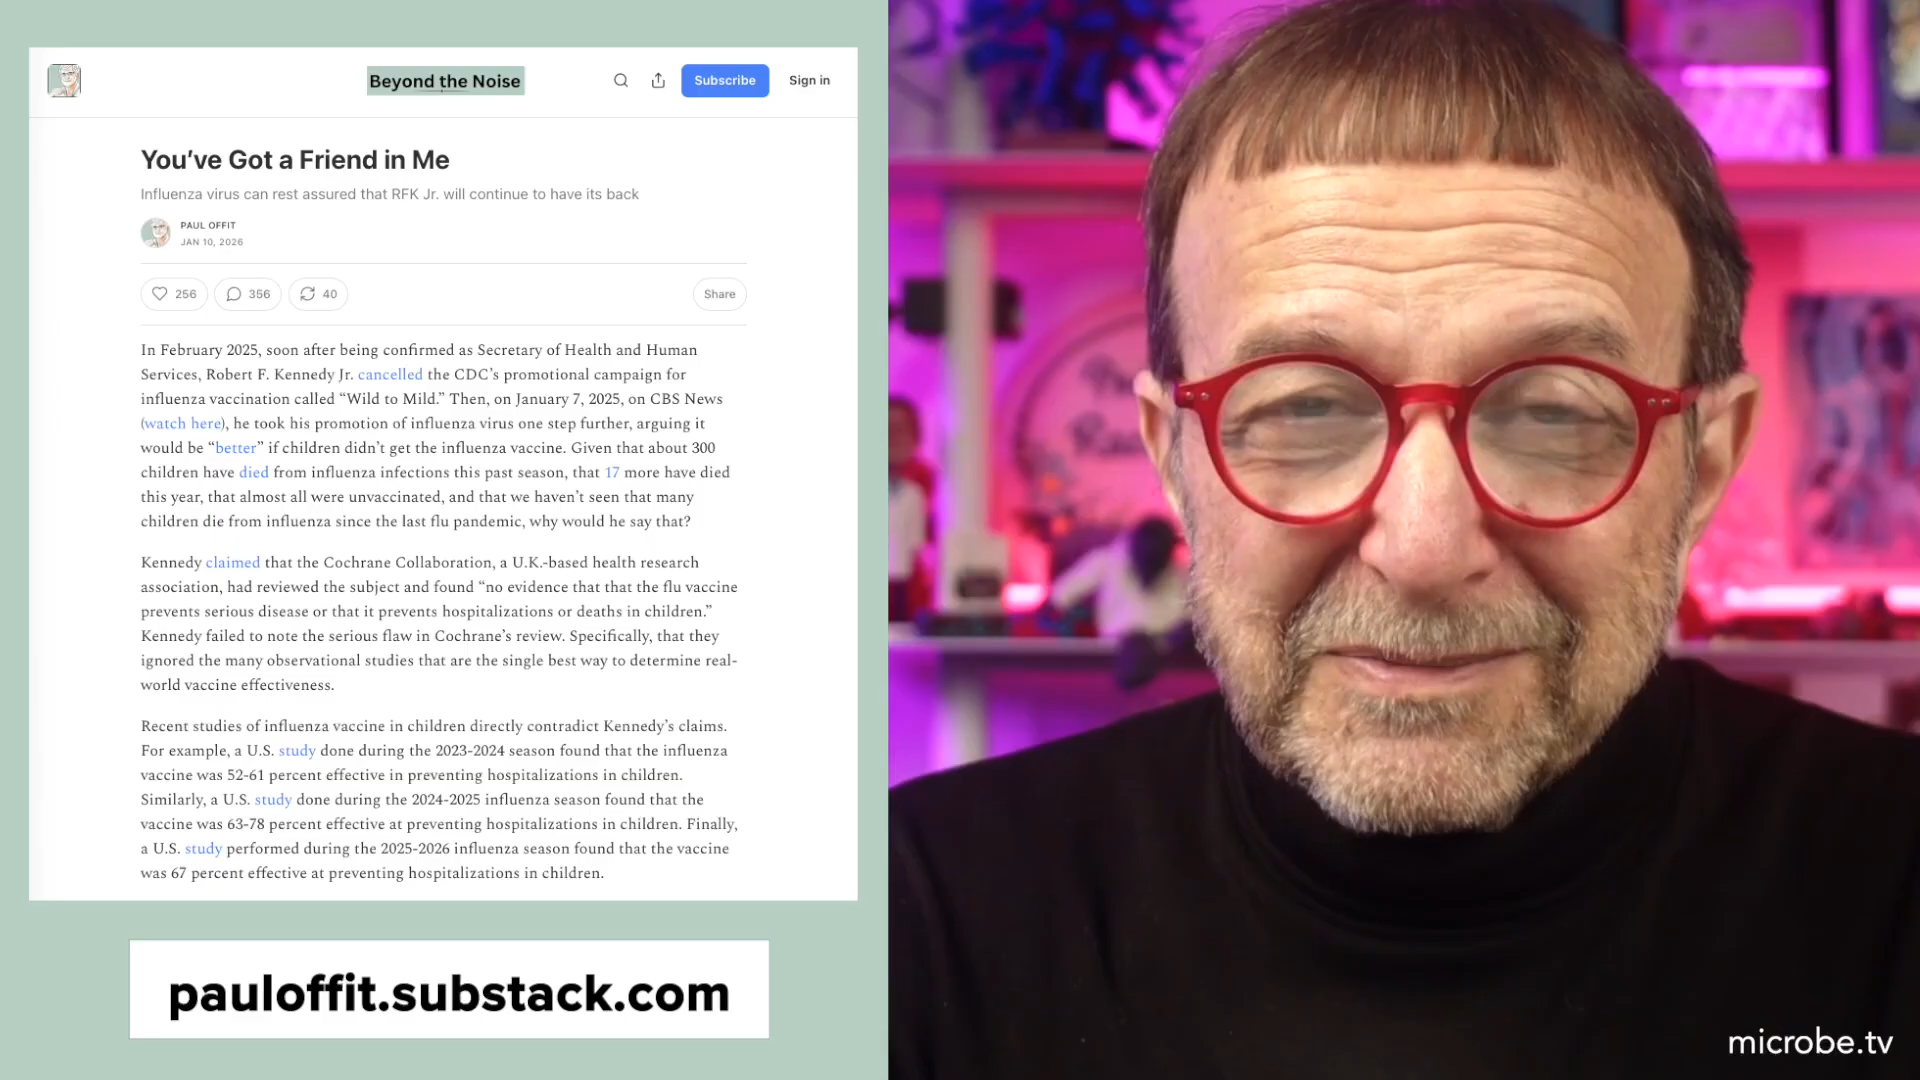 Beyond the Noise
Subscribe
Sign in
You've Got a Friend in Me
Influenza virus can rest assured that RFK Jr. will continue to have its back
PAUL OFFIT
JAN 10, 2026
256
356
40
Share
In February 2025, soon after being confirmed as Secretary of Health and Human
Services, Robert F. Kennedy Jr. cancelled the CDC's promotional campaign for
influenza vaccination called “Wild to Mild.” Then, on January 7, 2025, on CBS News
(watch here), he took his promotion of influenza virus one step further, arguing it
would be “better” if children didn't get the influenza vaccine. Given that about 300
children have died from influenza infections this past season, that 17 more have died
this year, that almost all were unvaccinated, and that we haven't seen that many
children die from influenza since the last flu pandemic, why would he say that?
Kennedy claimed that the Cochrane Collaboration, a U.K.-based health research
association, had reviewed the subject and found “no evidence that that the flu vaccine
prevents serious disease or that it prevents hospitalizations or deaths in children.”
Kennedy failed to note the serious flaw in Cochrane's review. Specifically, that they
ignored the many observational studies that are the single best way to determine real-
world vaccine effectiveness.
Recent studies of influenza vaccine in children directly contradict Kennedy's claims.
For example, a U.S. study done during the 2023-2024 season found that the influenza
vaccine was 52-61 percent effective in preventing hospitalizations in children.
Similarly, a U.S. study done during the 2024-2025 influenza season found that the
vaccine was 63-78 percent effective at preventing hospitalizations in children. Finally,
a U.S. study performed during the 2025-2026 influenza season found that the vaccine
was 67 percent effective at preventing hospitalizations in children.
pauloffit.substack.com
microbe.tv